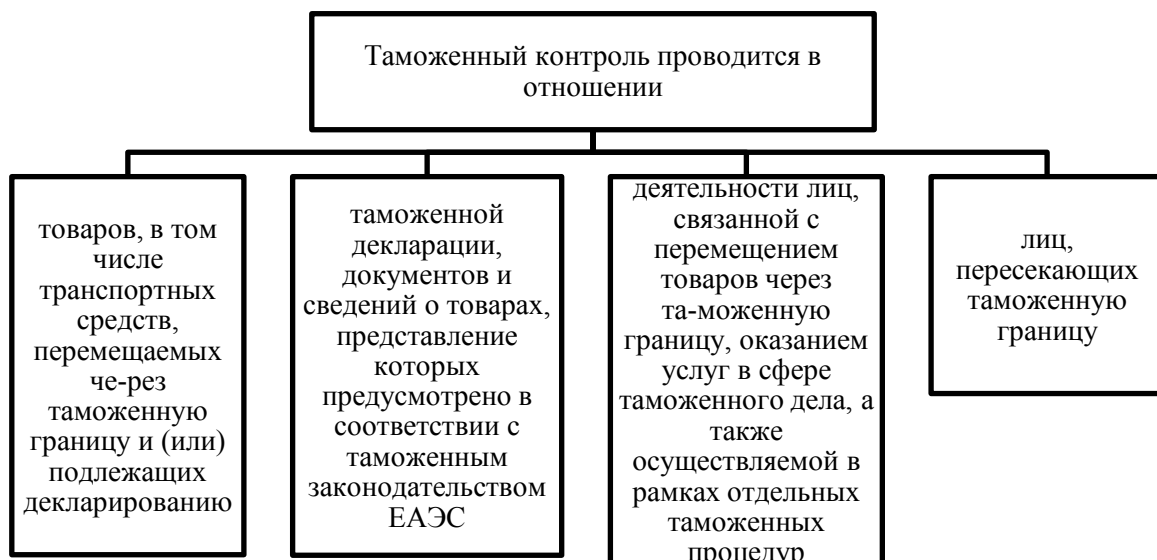 Таможенный контроль проводится в
отношении
товаров, в том
числе
транспортных
средств,
перемещаемых
че-рез
таможенную
границу и (или)
подлежащих
декларированию
таможенной
декларации,
документов и
сведений о товарах,
представление
которых
предусмотрено в
соответствии с
таможенным
законодательством
ЕАЭС
деятельности лиц,
связанной с
перемещением
товаров через
та-моженную
границу, оказанием
услуг в сфере
таможенного дела, а
также
осуществляемой в
рамках отдельных
таможенных
процедур
лиц,
пересекающих
таможенную
границу